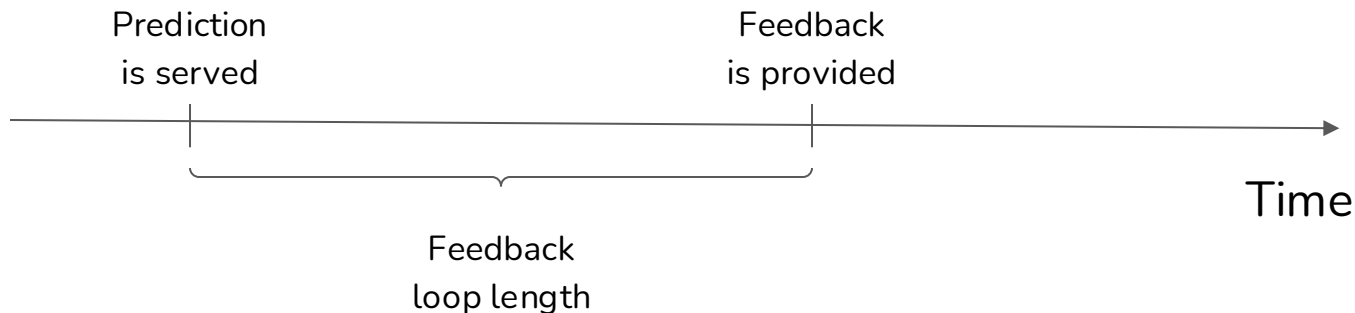 Prediction
is served
Feedback
is provided
Time
Feedback
loop length